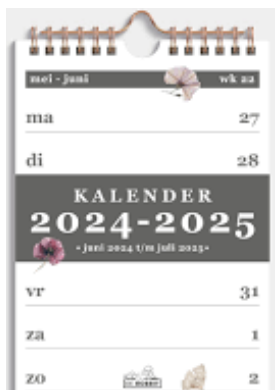 mei - juni wk 22
ma 27
di 28
KALENDER
2024-2025
• juni 2024 t/m juli 2025•
vr 31
za 1
zo 2